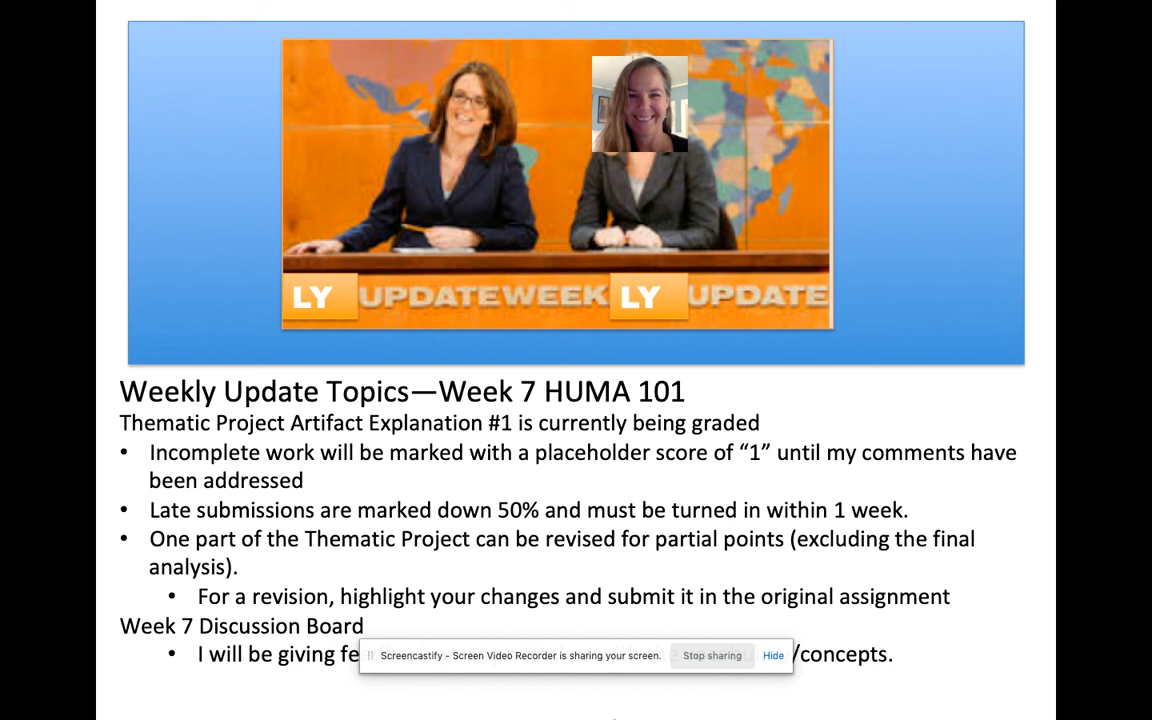 LY UPDATE WEEK LY UPDATE
Weekly Update Topics—Week 7 HUMA 101
Thematic Project Artifact Explanation #1 is currently being graded
• Incomplete work will be marked with a placeholder score of “1” until my comments have
been addressed
• Late submissions are marked down 50% and must be turned in within 1 week.
• One part of the Thematic Project can be revised for partial points (excluding the final
analysis).
• For a revision, highlight your changes and submit it in the original assignment
Week 7 Discussion Board
• I will be giving /concepts.
Screencastify - Screen Video Recorder is sharing your screen. Stop sharing Hide